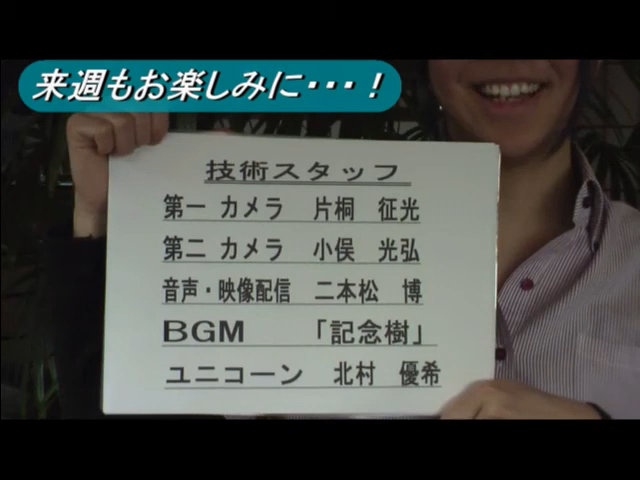 来週もお楽しみに・・・！
技術スタッフ
第一 カメラ 片桐 征光
第二 カメラ 小俣 光弘
音声・映像配信 二本松 博
BGM 「記念樹」
ユニコーン 北村 優希